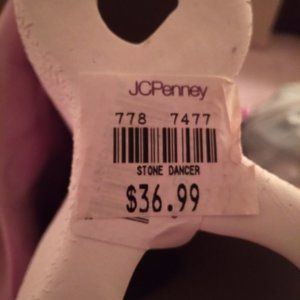 JCPenney
778 7477
STONE DANCER
$36.99